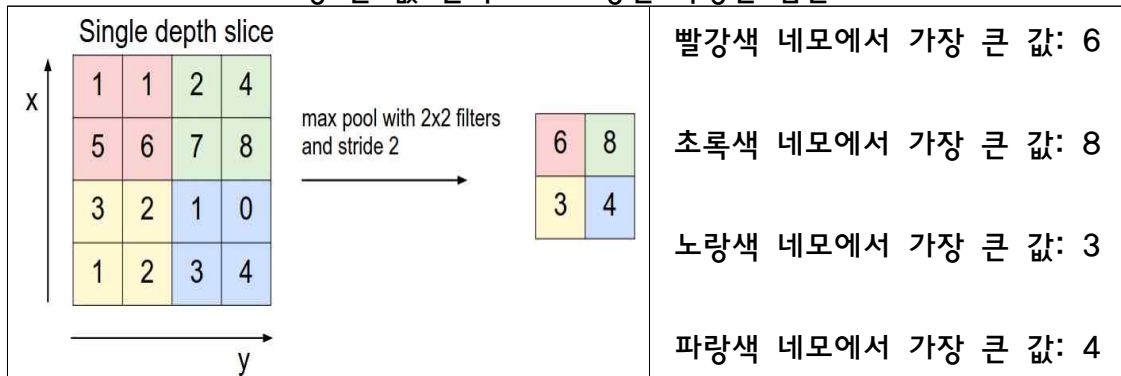 Single depth slice
x
1 1 2 4
5 6 7 8
3 2 1 0
1 2 3 4
y
max pool with 2x2 filters
and stride 2
6 8
3 4
빨강색 네모에서 가장 큰 값: 6
초록색 네모에서 가장 큰 값: 8
노랑색 네모에서 가장 큰 값: 3
파랑색 네모에서 가장 큰 값: 4